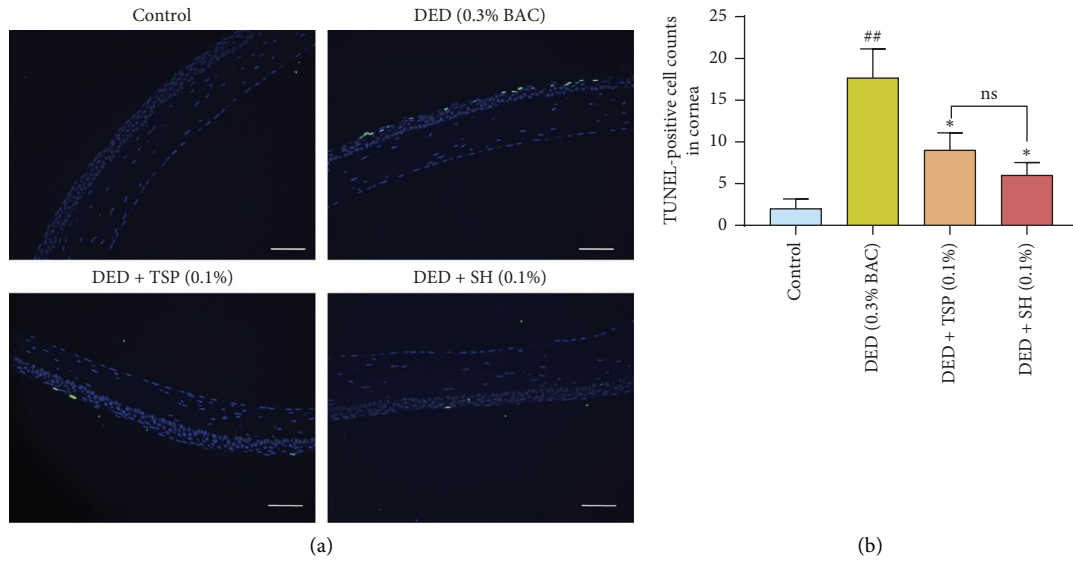 Control
DED (0.3% BAC)
DED + TSP (0.1%)
DED + SH (0.1%)
(a)
TUNEL-positive cell counts
in cornea
25
20
15
10
5
0
##
*
ns
*
Control
DED (0.3% BAC)
DED + TSP (0.1%)
DED + SH (0.1%)
(b)